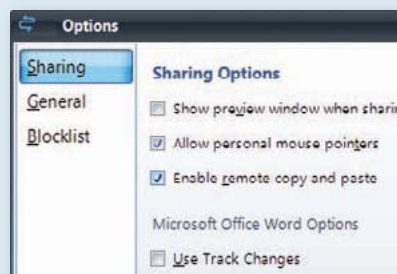 Options
Sharing
General
Blocklist
Sharing Options
Show preview window when sharin
Allow personal mouse pointers
Enable remote copy and paste
Microsoft Office Word Options
Use Track Changes